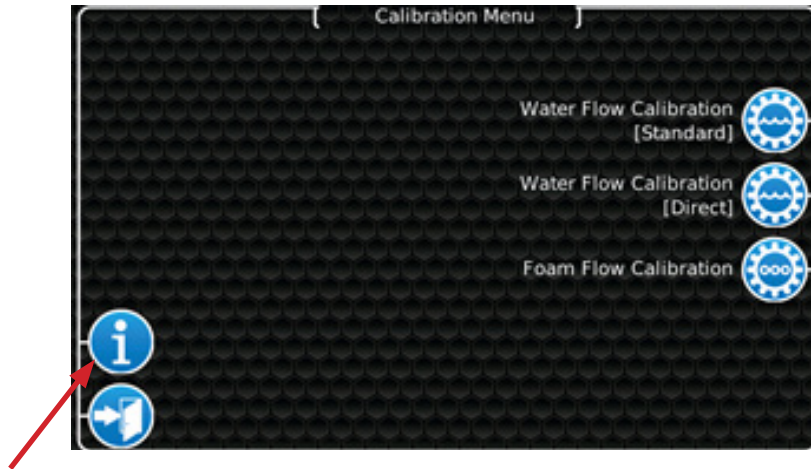 Calibration Menu
Water Flow Calibration
[Standard]
Water Flow Calibration
[Direct]
Foam Flow Calibration
i